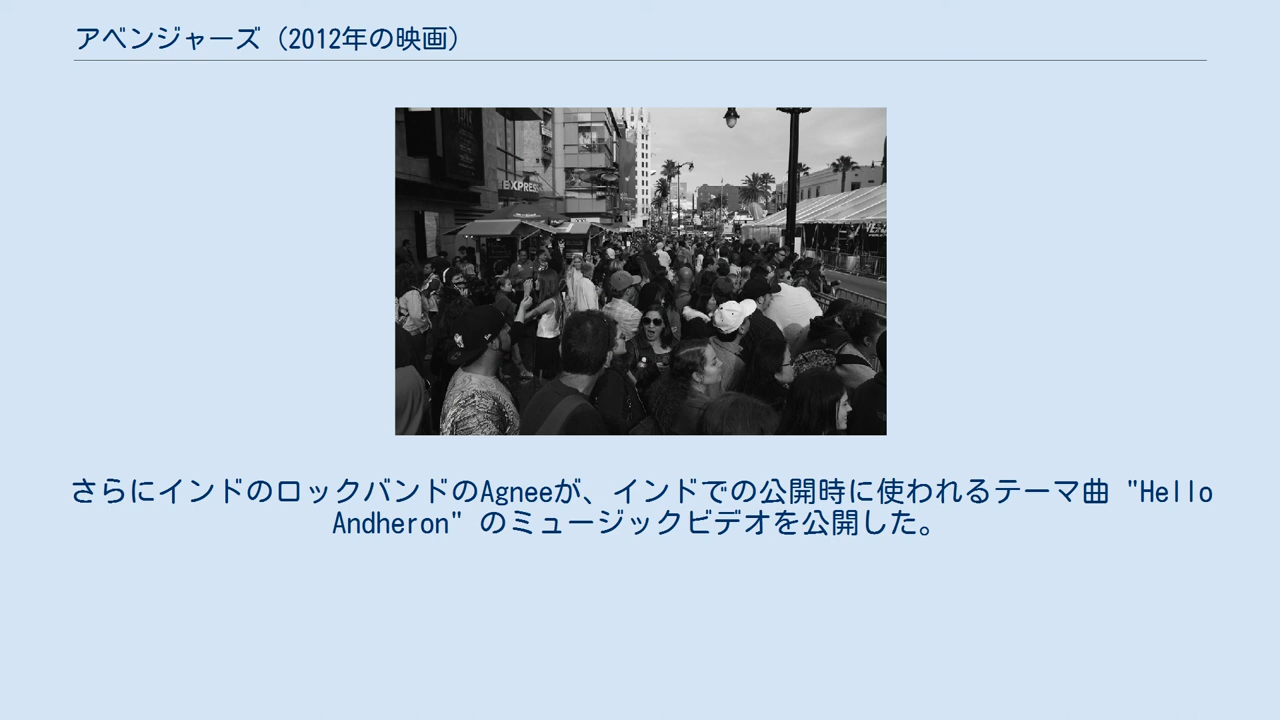 アベンジャーズ（2012年の映画）
EXPRESS
さらにインドのロックバンドのAgneeが、インドでの公開時に使われるテーマ曲 "Hello
Andheron" のミュージックビデオを公開した。